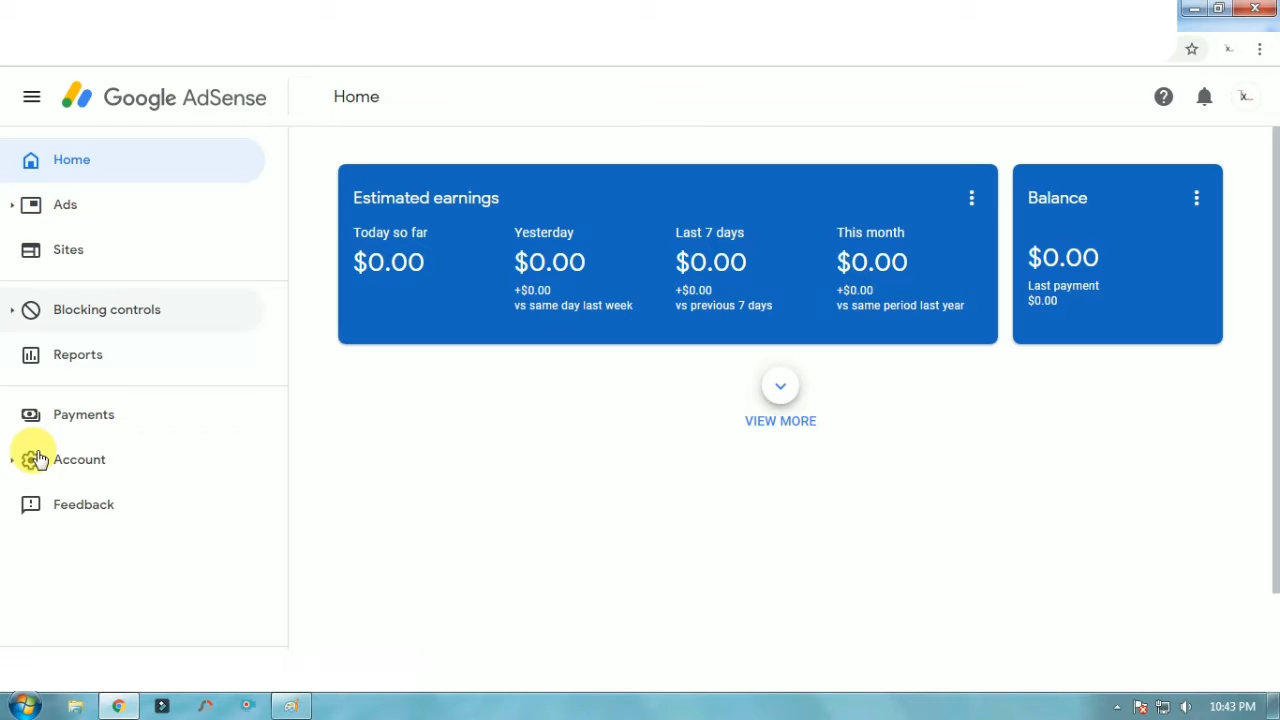 Google AdSense
Home
Home
Ads
Sites
Blocking controls
Reports
Payments
Account
Feedback
Estimated earnings
Today so far
$0.00
Yesterday
$0.00
+$0.00
vs same day last week
Last 7 days
$0.00
+$0.00
vs previous 7 days
This month
$0.00
+$0.00
vs same period last year
Balance
$0.00
Last payment
$0.00
VIEW MORE
10:43 PM